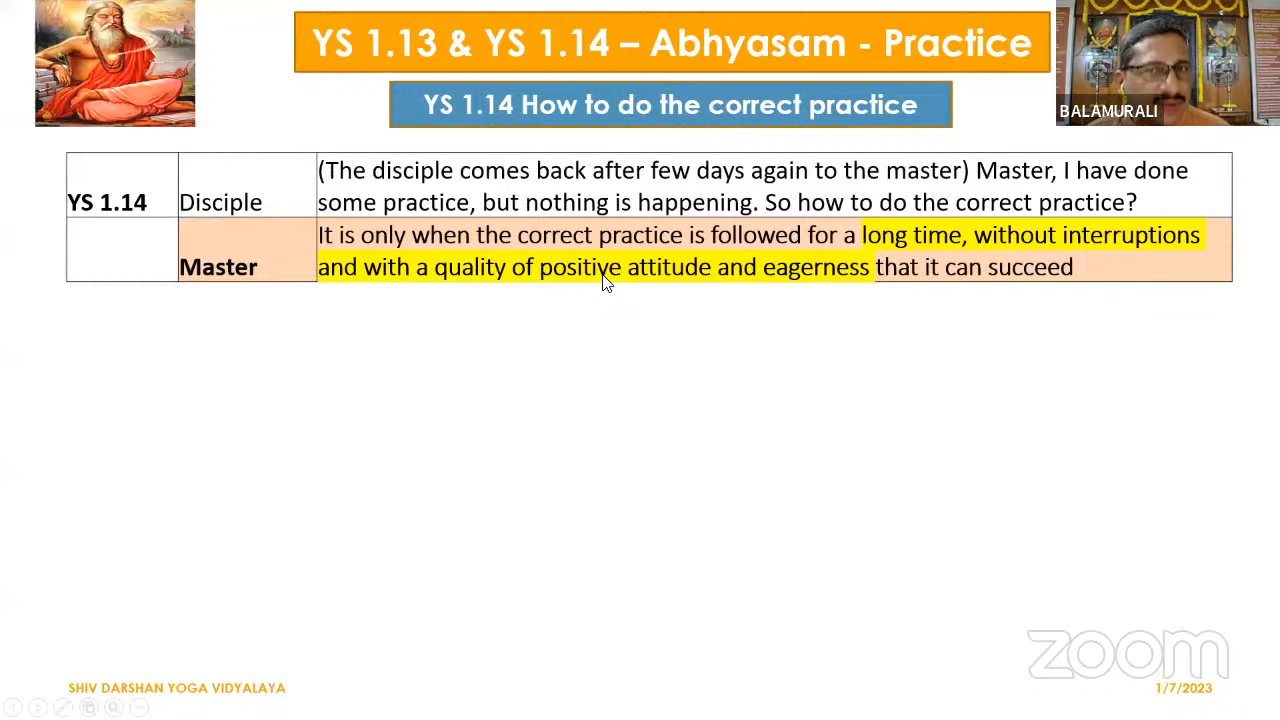 YS 1.13 & YS 1.14 – Abhyasam - Practice
YS 1.14 How to do the correct practice
BALAMURALI
(The disciple comes back after few days again to the master) Master, I have done
YS 1.14 Disciple some practice, but nothing is happening. So how to do the correct practice?
It is only when the correct practice is followed for a long time, without interruptions
Master and with a quality of positive attitude and eagerness that it can succeed
zoom
SHIV DARSHAN YOGA VIDYALAYA
1/7/2023